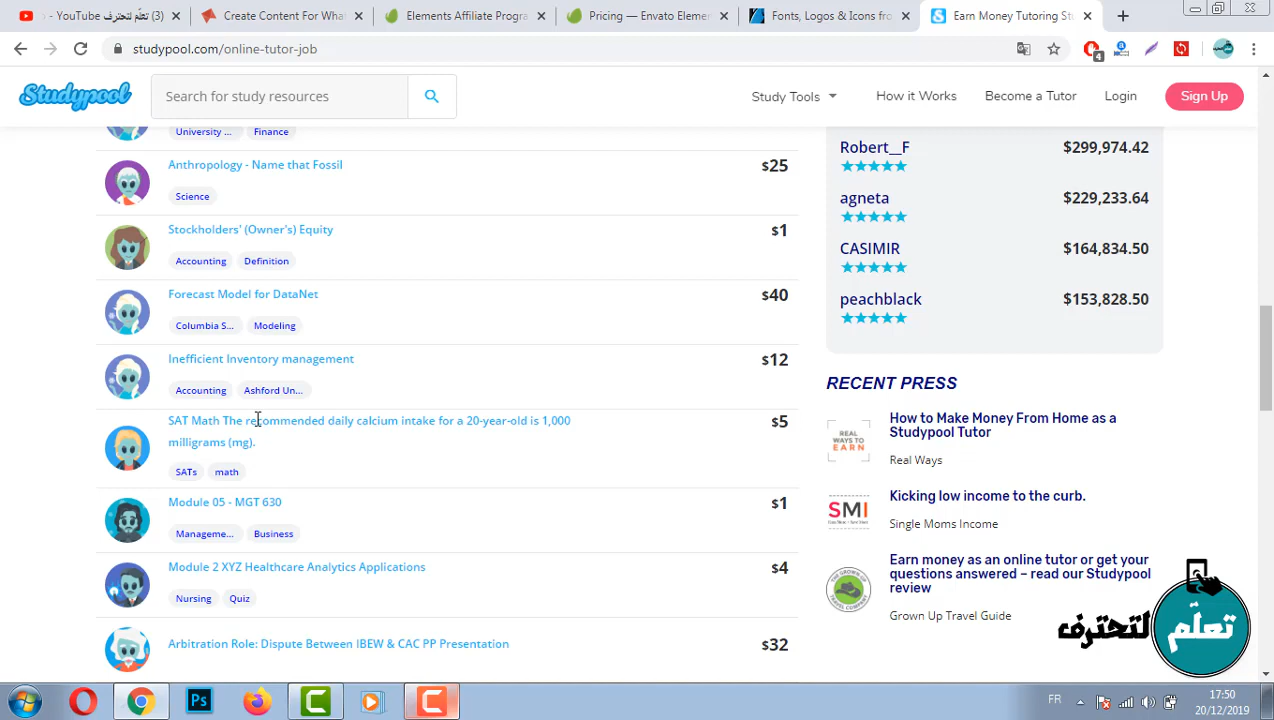 - تعلّم لتحترف (
Create Content For Wha
Elements Affiliate Progra
Pricing — Envato Elemen
Fonts, Logos & Icons fro
Earn Money Tutoring St
studypool.com/online-tutor-job
4
Studypool
Search for study resources
Study Tools
How it Works
Become a Tutor
Login
Sign Up
University ...
Finance
Anthropology - Name that Fossil
$25
Science
Stockholders' (Owner's) Equity
$1
Accounting
Definition
Forecast Model for DataNet
$40
Columbia S...
Modeling
Inefficient Inventory management
$12
Accounting
Ashford Un...
SAT Math The recommended daily calcium intake for a 20-year-old is 1,000
milligrams (mg).
$5
SATs
math
Module 05 - MGT 630
$1
Manageme...
Business
Module 2 XYZ Healthcare Analytics Applications
$4
Nursing
Quiz
Arbitration Role: Dispute Between IBEW & CAC PP Presentation
$32
Robert__F
$299,974.42
agneta
$229,233.64
CASIMIR
$164,834.50
peachblack
$153,828.50
RECENT PRESS
REAL
WAYS TO
EARN
How to Make Money From Home as a
Studypool Tutor
Real Ways
SMI
Kicking low income to the curb.
Single Moms Income
Earn money as an online tutor or get your
questions answered – read our Studypool
review
Grown Up Travel Guide
تعلّم
لتحترف
Ps
FR
17:50
20/12/2019